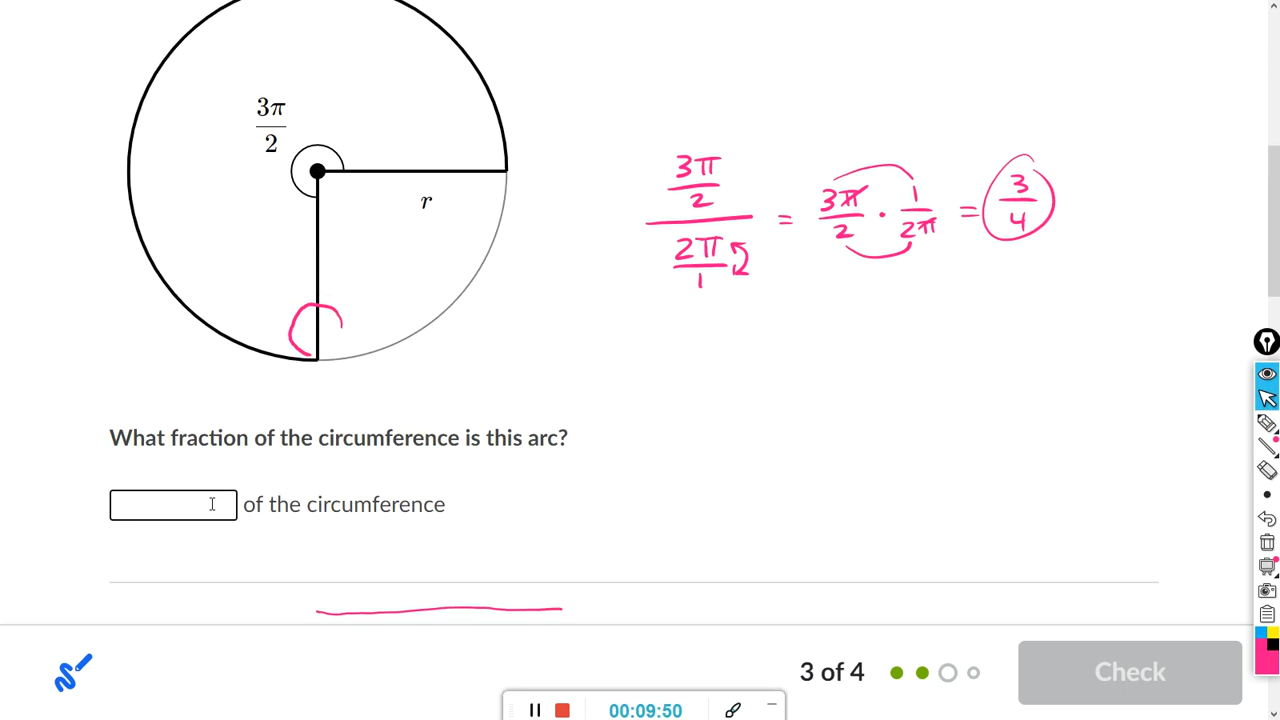 3π
2
r
3π/2 / 2π/1 = 3π/2 · 1/2π = 3/4
What fraction of the circumference is this arc?
of the circumference
3 of 4
Check
00:09:50